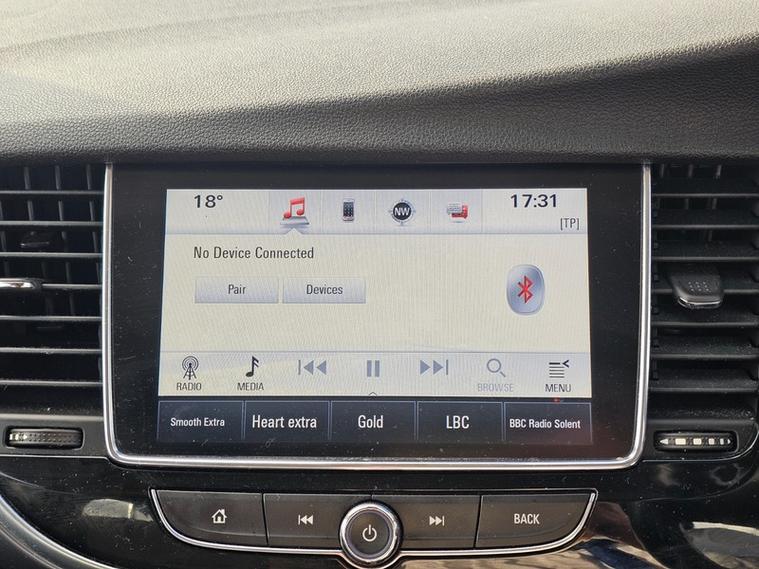 18°
NW
17:31
[TP]
No Device Connected
Pair
Devices
RADIO
MEDIA
BROWSE
MENU
Smooth Extra
Heart extra
Gold
LBC
BBC Radio Solent
BACK